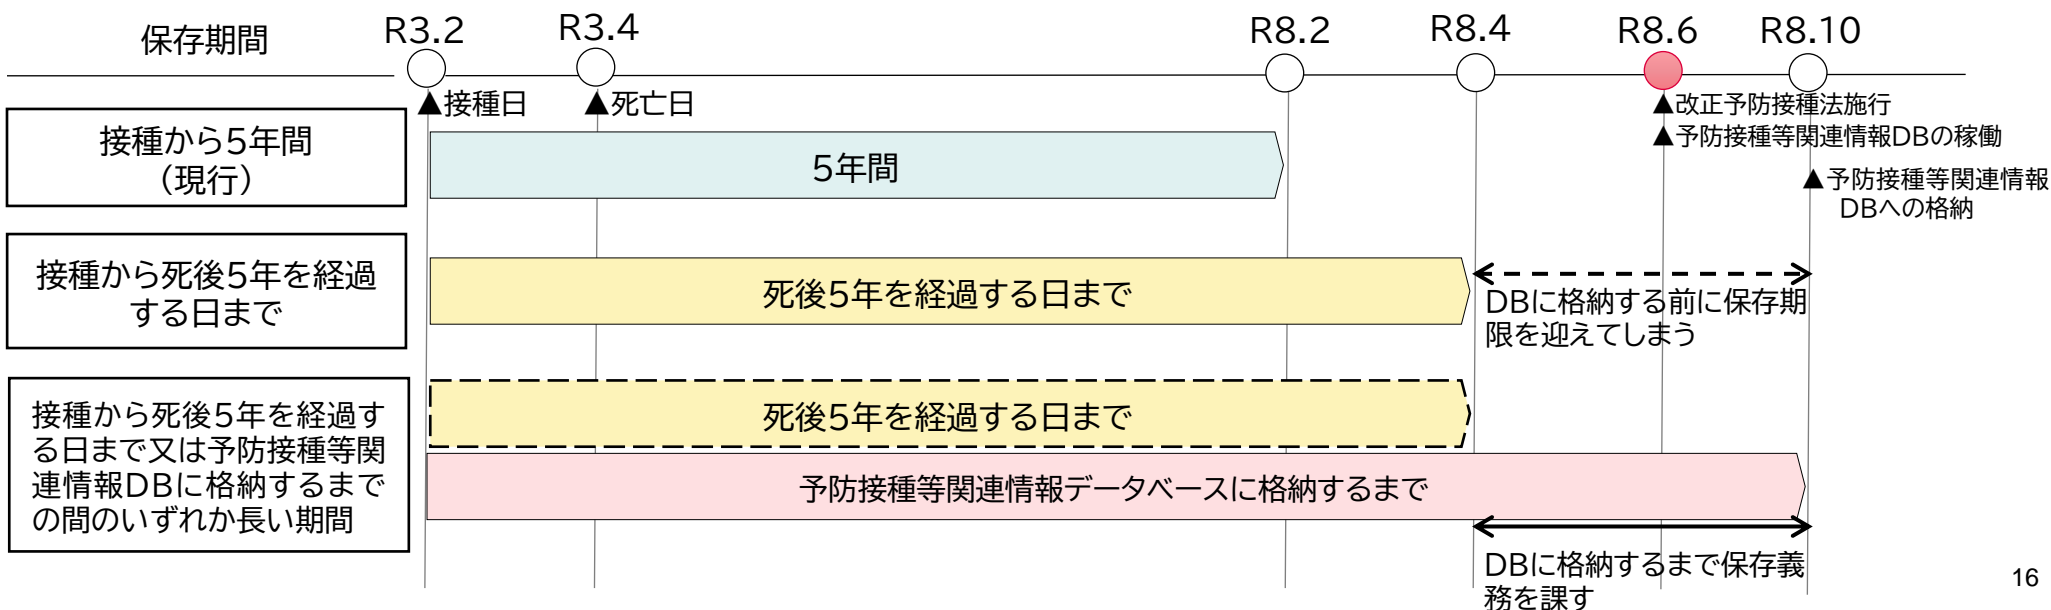 保存期間
R3.2
R3.4
R8.2
R8.4
R8.6
R8.10
▲接種日
▲死亡日
▲改正予防接種法施行
▲予防接種等関連情報DBの稼働
▲予防接種等関連情報
DBへの格納
接種から5年間
（現行）
5年間
接種から死後5年を経過
する日まで
死後5年を経過する日まで
DBに格納する前に保存期
限を迎えてしまう
接種から死後5年を経過す
る日まで又は予防接種等関
連情報DBに格納するまで
の間のいずれか長い期間
死後5年を経過する日まで
予防接種等関連情報データベースに格納するまで
DBに格納するまで保存義
務を課す
16